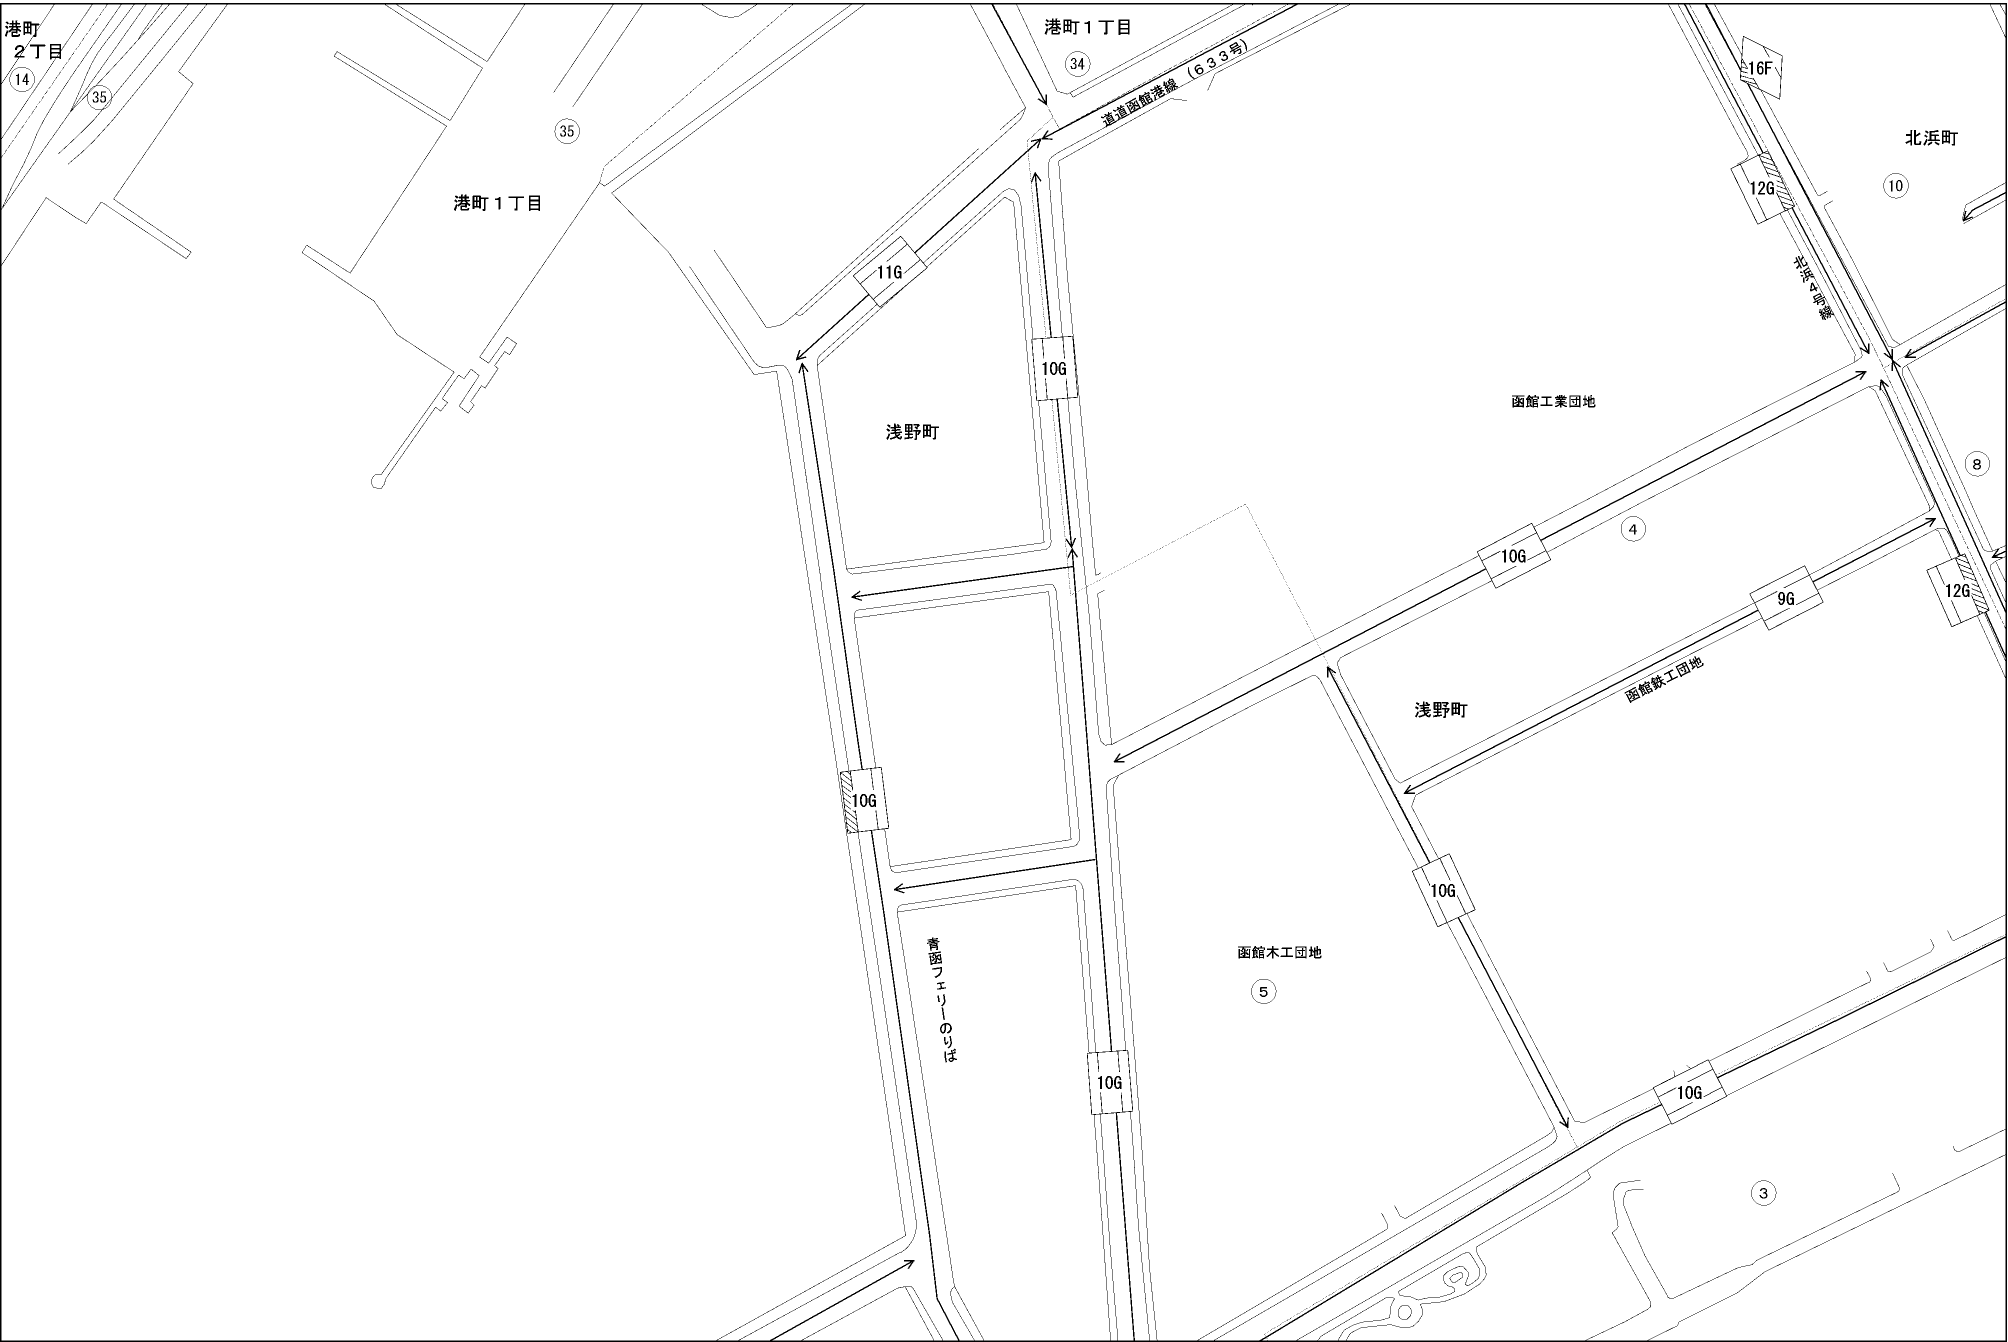 港町
２丁目
14
35
35
港町１丁目
港町１丁目
34
道道函館港線 (６３３号)
16F
12G
北浜町
10
北浜４号線
11G
10G
浅野町
函館工業団地
8
4
10G
9G
12G
函館鉄工団地
浅野町
10G
10G
青函フェリーのりば
函館木工団地
5
10G
10G
3